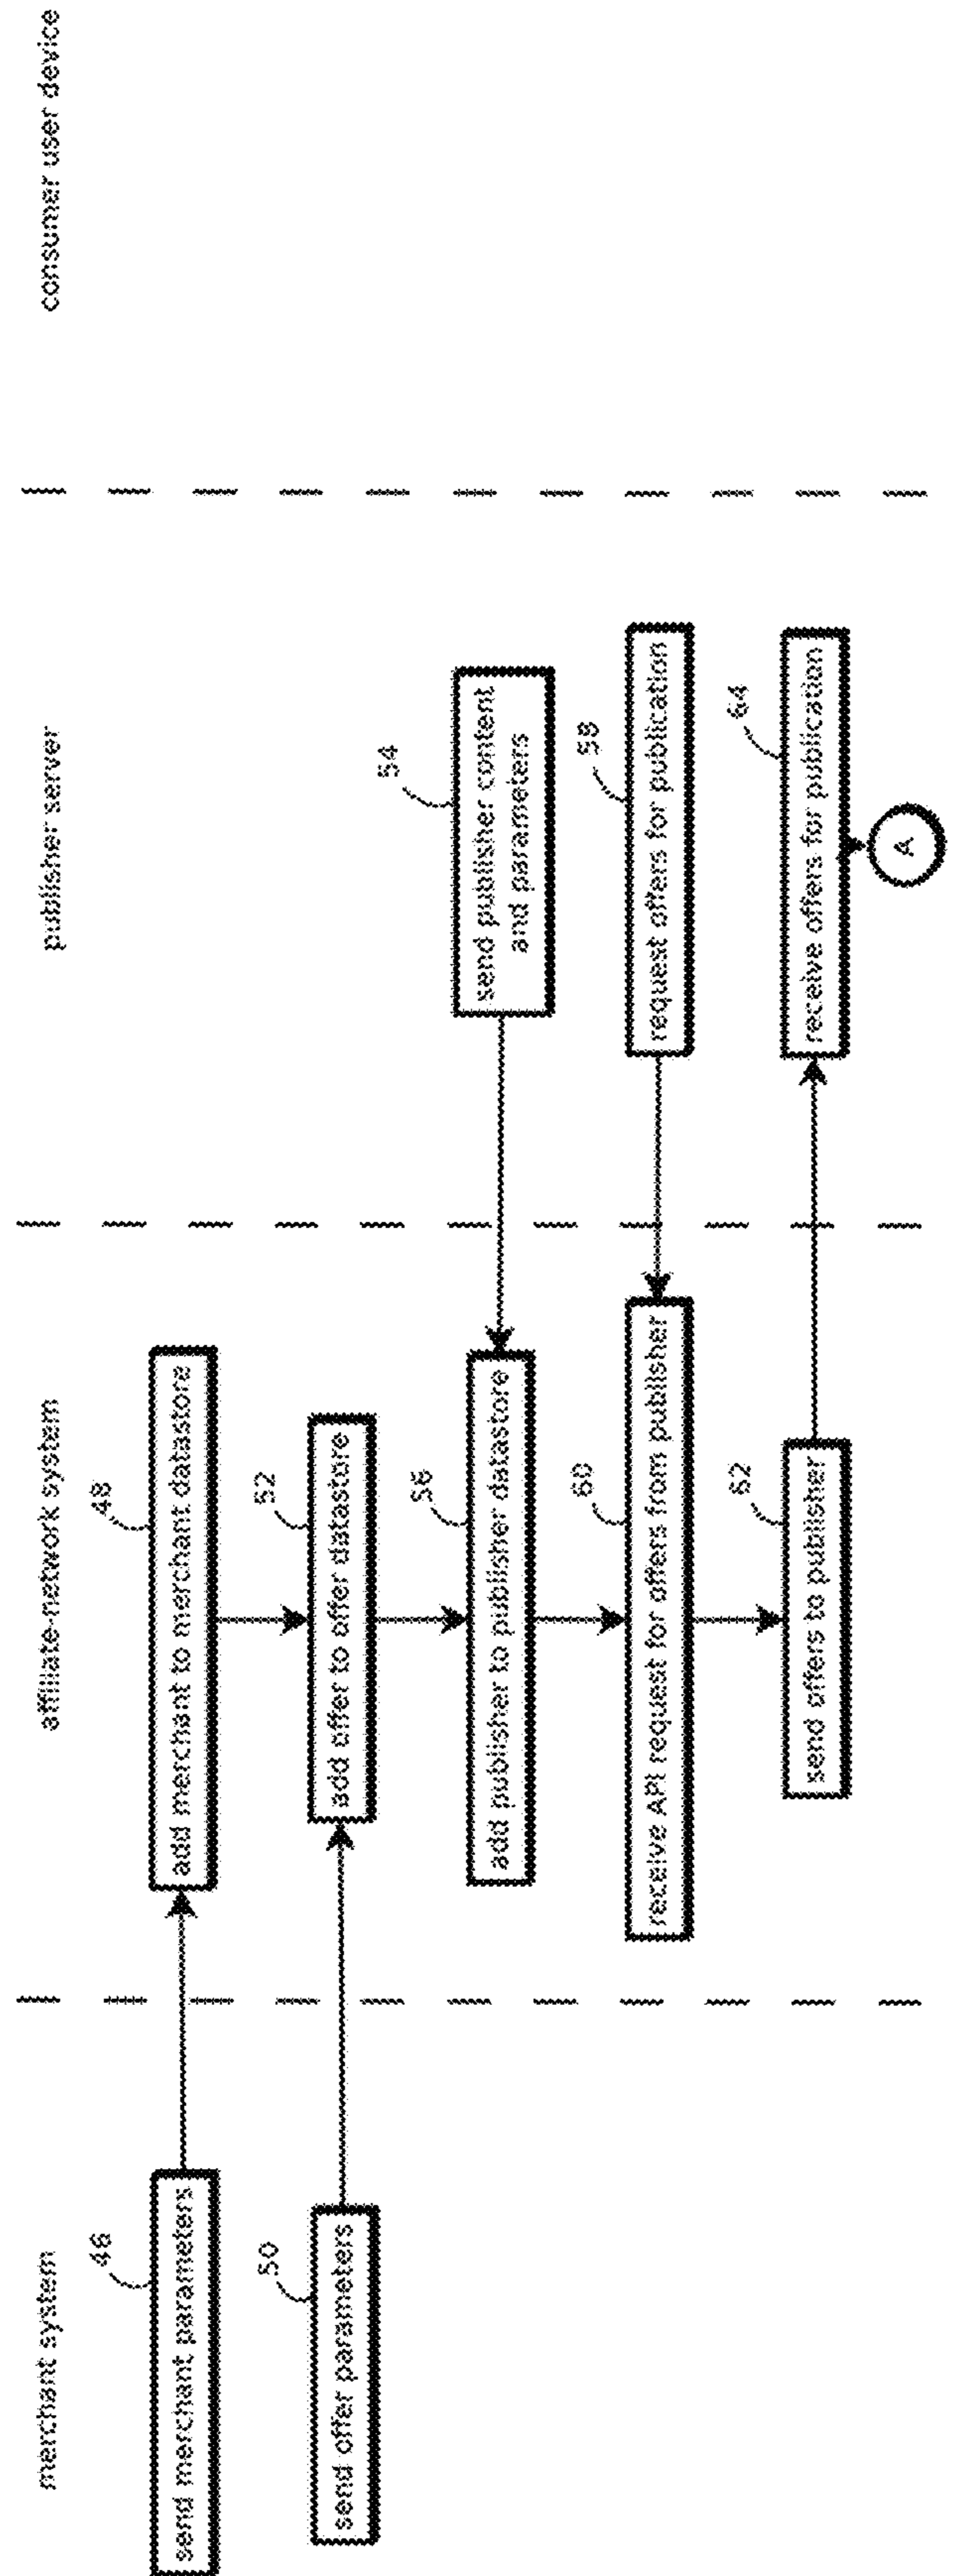 merchant system
affiliate-network system
publisher server
consumer user device
46
send merchant parameters
48
add merchant to merchant datastore
50
send offer parameters
52
add offer to offer datastore
54
send publisher content
and parameters
56
add publisher to publisher datastore
58
request offers for publication
60
receive API request for offers from publisher
62
send offers to publisher
64
receive offers for publication
A